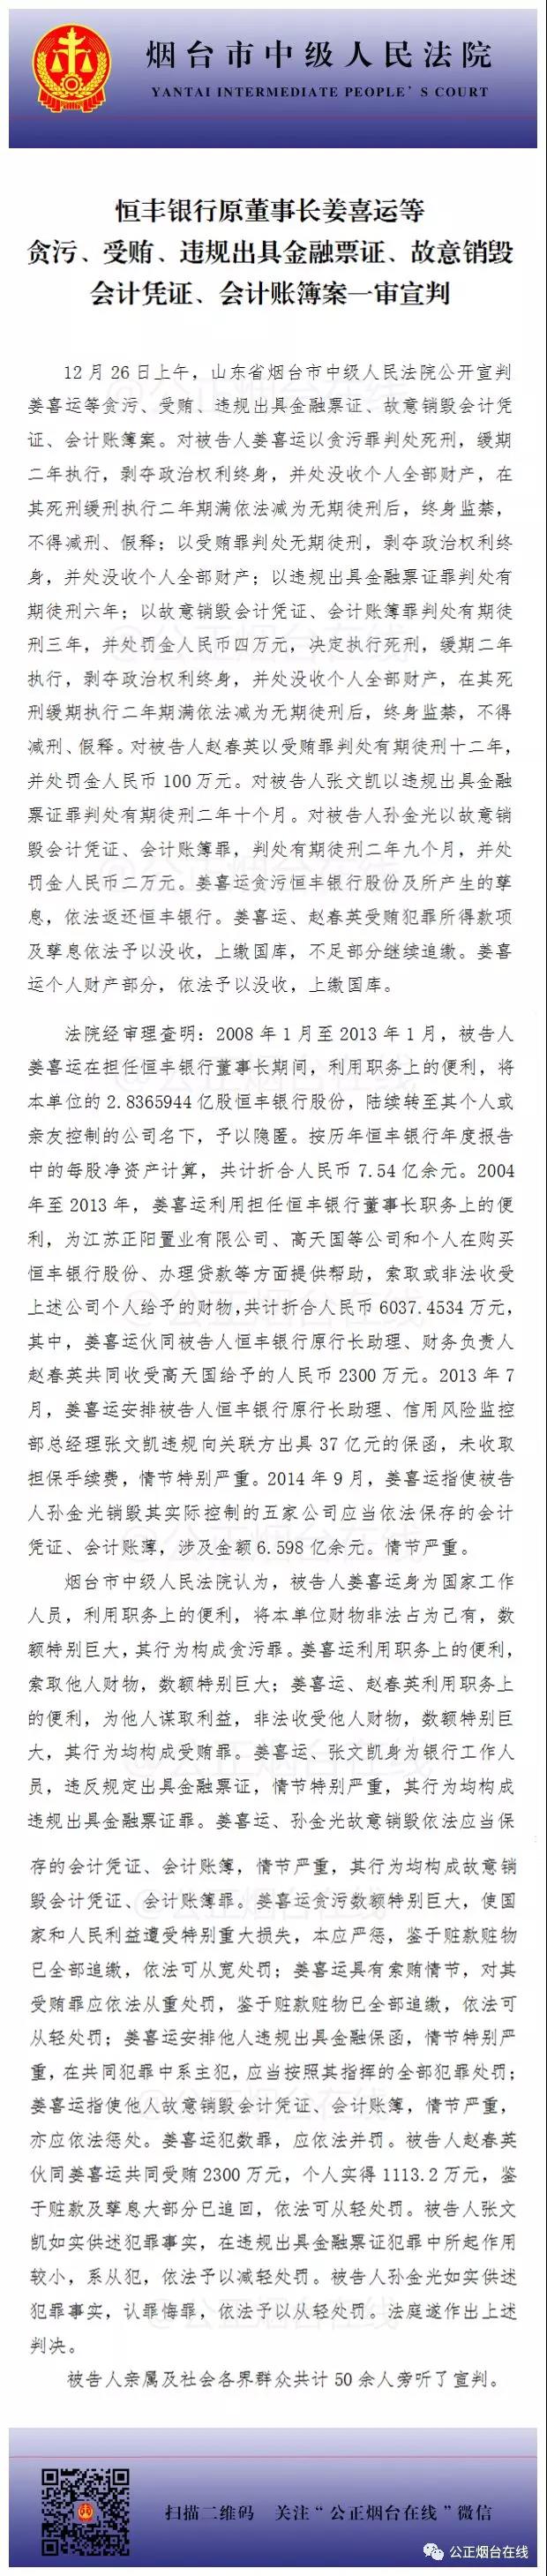 烟台市中级人民法院
YANTAI INTERMEDIATE PEOPLE'S COURT
恒丰银行原董事长姜喜运等
贪污、受贿、违规出具金融票证、故意销毁
会计凭证、会计账簿案一审宣判
12月26日上午，山东省烟台市中级人民法院公开宣判
姜喜运等贪污、受贿、违规出具金融票证、故意销毁会计凭
证、会计账簿案。对被告人姜喜运以贪污罪判处死刑，缓期
二年执行，剥夺政治权利终身，并处没收个人全部财产，在
其死刑缓刑执行二年期满依法减为无期徒刑后，终身监禁，
不得减刑、假释；以受贿罪判处无期徒刑，剥夺政治权利终
身，并处没收个人全部财产；以违规出具金融票证罪判处有
期徒刑六年；以故意销毁会计凭证、会计账簿罪判处有期徒
刑三年，并处罚金人民币四万元，决定执行死刑，缓期二年
执行，剥夺政治权利终身，并处没收个人全部财产，在其死
刑缓期执行二年期满依法减为无期徒刑后，终身监禁，不得
减刑、假释。对被告人赵春英以受贿罪判处有期徒刑十二年，
并处罚金人民币100万元。对被告人张文凯以违规出具金融
票证罪判处有期徒刑二年十个月。对被告人孙金光以故意销
毁会计凭证、会计账簿罪，判处有期徒刑二年九个月，并处
罚金人民币二万元。姜喜运贪污恒丰银行股份及所产生的孳
息，依法返还恒丰银行。姜喜运、赵春英受贿犯罪所得款项
及孳息依法予以没收，上缴国库，不足部分继续追缴。姜喜
运个人财产部分，依法予以没收，上缴国库。
法院经审理查明：2008年1月至2013年1月，被告人
姜喜运在担任恒丰银行董事长期间，利用职务上的便利，将
本单位的2.8365944亿股恒丰银行股份，陆续转至其个人或
亲友控制的公司名下，予以隐匿。按历年恒丰银行年度报告
中的每股净资产计算，共计折合人民币7.54亿余元。2004
年至2013年，姜喜运利用担任恒丰银行董事长职务上的便
利，为江苏正阳置业有限公司、高天国等公司和个人在购买
恒丰银行股份、办理贷款等方面提供帮助，索取或非法收受
上述公司个人给予的财物，共计折合人民币6037.4534万元，
其中，姜喜运伙同被告人恒丰银行原行长助理、财务负责人
赵春英共同收受高天国给予的人民币2300万元。2013年7
月，姜喜运安排被告人恒丰银行原行长助理、信用风险监控
部总经理张文凯违规向关联方出具37亿元的保函，未收取
担保手续费，情节特别严重。2014年9月，姜喜运指使被告
人孙金光销毁其实际控制的五家公司应当依法保存的会计
凭证、会计账薄，涉及金额6.598亿余元。情节严重。
烟台市中级人民法院认为，被告人姜喜运身为国家工作
人员，利用职务上的便利，将本单位财物非法占为己有，数
额特别巨大，其行为构成贪污罪。姜喜运利用职务上的便利，
索取他人财物，数额特别巨大；姜喜运、赵春英利用职务上
的便利，为他人谋取利益，非法收受他人财物，数额特别巨
大，其行为均构成受贿罪。姜喜运、张文凯身为银行工作人
员，违反规定出具金融票证，情节特别严重，其行为均构成
违规出具金融票证罪。姜喜运、孙金光故意销毁依法应当保
存的会计凭证、会计账簿，情节严重，其行为均构成故意销
毁会计凭证、会计账簿罪。姜喜运贪污数额特别巨大，使国
家和人民利益遭受特别重大损失，本应严惩，鉴于赃款赃物
已全部追缴，依法可从宽处罚；姜喜运具有索贿情节，对其
受贿罪应依法从重处罚，鉴于赃款赃物已全部追缴，依法可
从轻处罚；姜喜运安排他人违规出具金融保函，情节特别严
重，在共同犯罪中系主犯，应当按照其指挥的全部犯罪处罚；
姜喜运指使他人故意销毁会计凭证、会计账簿，情节严重，
亦应依法惩处。姜喜运犯数罪，应依法并罚。被告人赵春英
伙同姜喜运共同受贿2300万元，个人实得1113.2万元，鉴
于赃款及孳息大部分已追回，依法可从轻处罚。被告人张文
凯如实供述犯罪事实，在违规出具金融票证犯罪中所起作用
较小，系从犯，依法予以减轻处罚。被告人孙金光如实供述
犯罪事实，认罪悔罪，依法予以从轻处罚。法庭遂作出上述
判决。
被告人亲属及社会各界群众共计50余人旁听了宣判。
扫描二维码 关注“公正烟台在线”微信
公正烟台在线